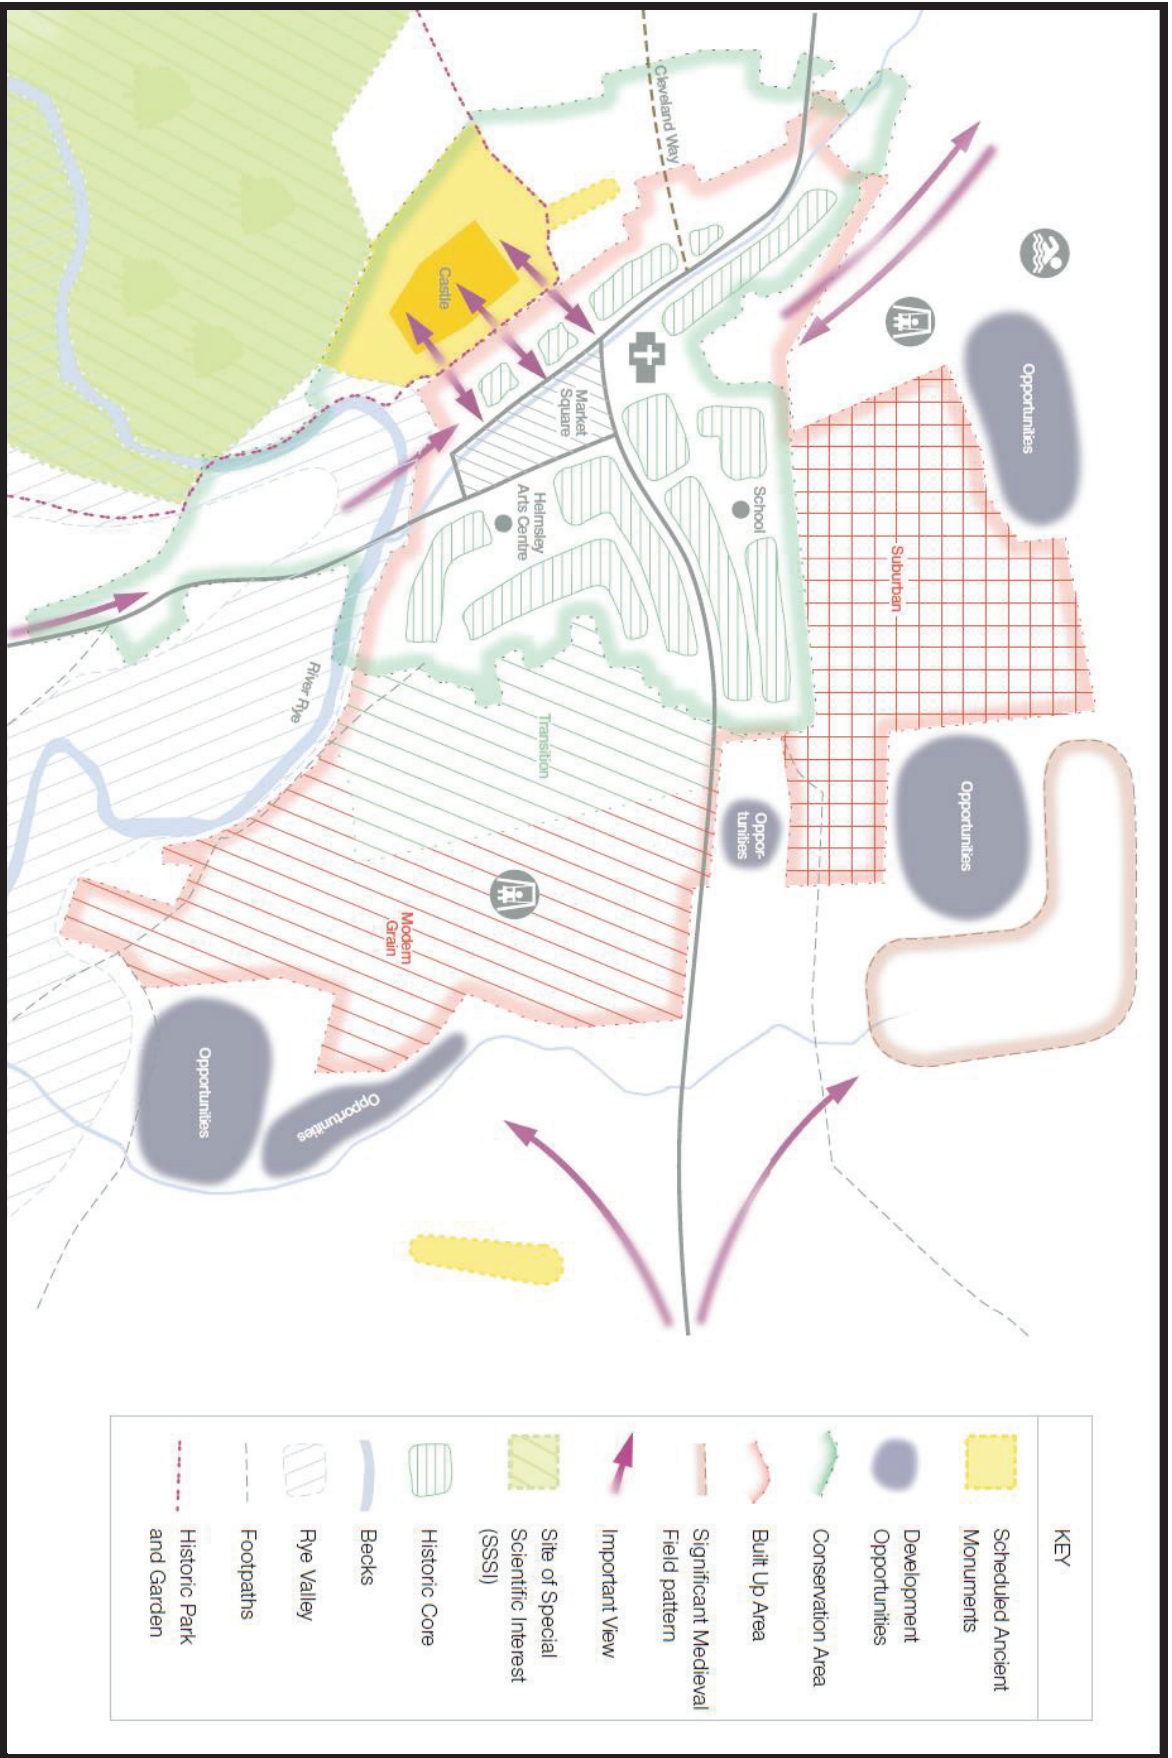 Cleveland Way
Castle
Market
Square
Helmsley
Arts Centre
School
Opportunities
Suburban
River Rye
Transition
Oppor-
tunities
Opportunities
Modern
Grain
Opportunities
Opportunities
KEY
Scheduled Ancient
Monuments
Development
Opportunities
Conservation Area
Built Up Area
Significant Medieval
Field pattern
Important View
Site of Special
Scientific Interest
(SSSI)
Historic Core
Becks
Rye Valley
Footpaths
Historic Park
and Garden